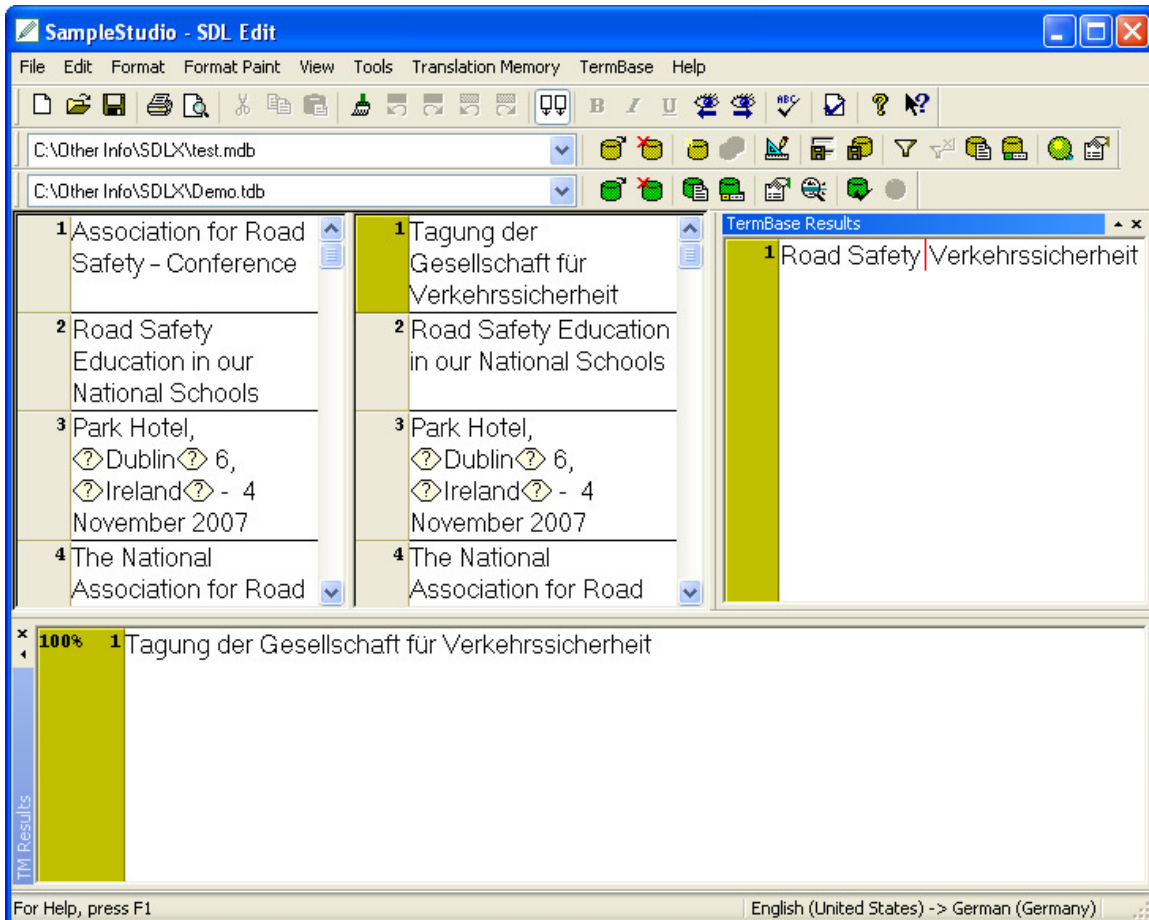 SampleStudio - SDL Edit
File Edit Format Format Paint View Tools Translation Memory TermBase Help
B I U ABC ? ?
C:\Other Info\SDLX\test.mdb
C:\Other Info\SDLX\Demo.tdb
1 Association for Road
Safety - Conference
2 Road Safety
Education in our
National Schools
3 Park Hotel,
?Dublin? 6,
?Ireland? - 4
November 2007
4 The National
Association for Road
1 Tagung der
Gesellschaft für
Verkehrssicherheit
2 Road Safety Education
in our National Schools
3 Park Hotel,
?Dublin? 6,
?Ireland? - 4
November 2007
4 The National
Association for Road
TermBase Results
1 Road Safety Verkehrssicherheit
100% 1 Tagung der Gesellschaft für Verkehrssicherheit
TM Results
For Help, press F1
English (United States) -> German (Germany)